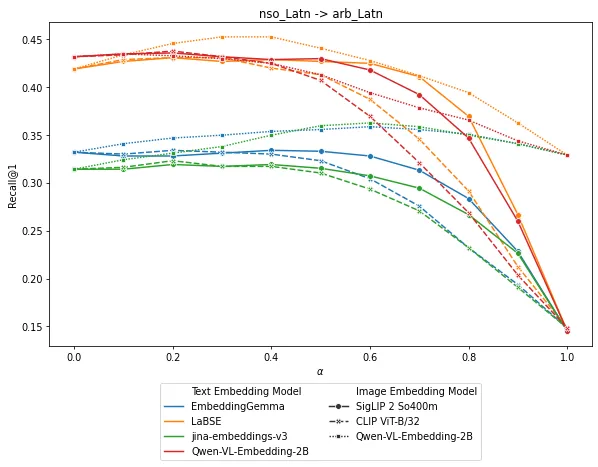 nso_Latn -> arb_Latn
Recall@1
0.45
0.40
0.35
0.30
0.25
0.20
0.15
0.0 0.2 0.4 0.6 0.8 1.0
α
Text Embedding Model
EmbeddingGemma
LaBSE
jina-embeddings-v3
Qwen-VL-Embedding-2B
Image Embedding Model
SigLIP 2 So400m
CLIP ViT-B/32
Qwen-VL-Embedding-2B